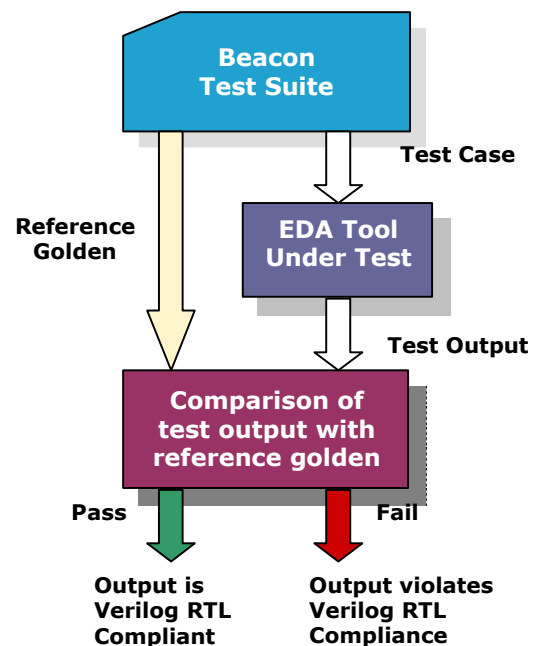 Beacon
Test Suite
Test Case
Reference
Golden
EDA Tool
Under Test
Test Output
Comparison of
test output with
reference golden
Pass
Fail
Output is
Verilog RTL
Compliant
Output violates
Verilog RTL
Compliance